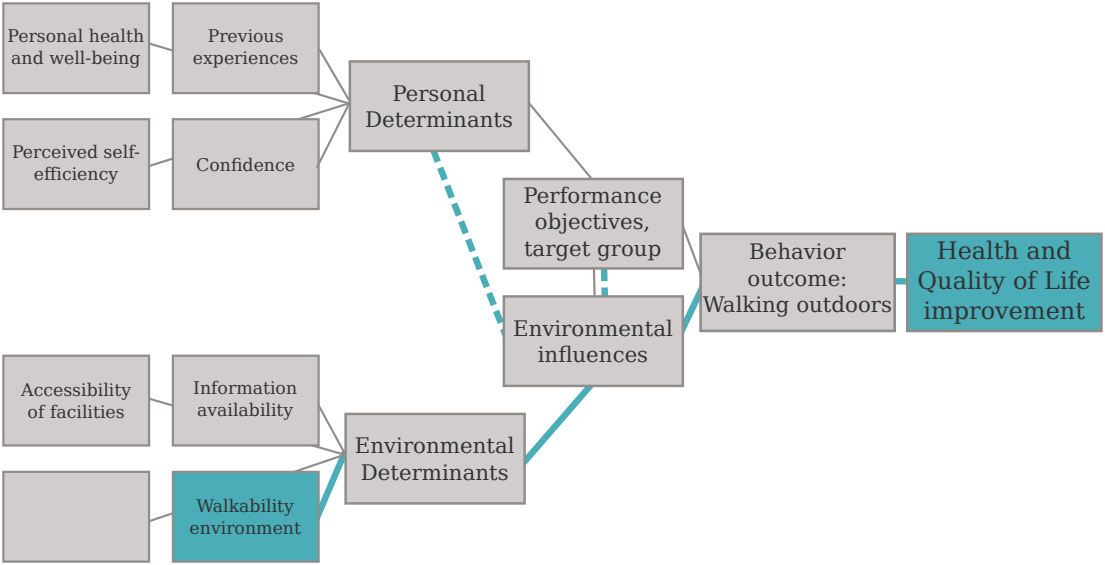 Personal health
and well-being
Previous
experiences
Personal
Determinants
Perceived self-
efficiency
Confidence
Performance
objectives,
target group
Behavior
outcome:
Walking outdoors
Health and
Quality of Life
improvement
Environmental
influences
Accessibility
of facilities
Information
availability
Environmental
Determinants
Walkability
environment